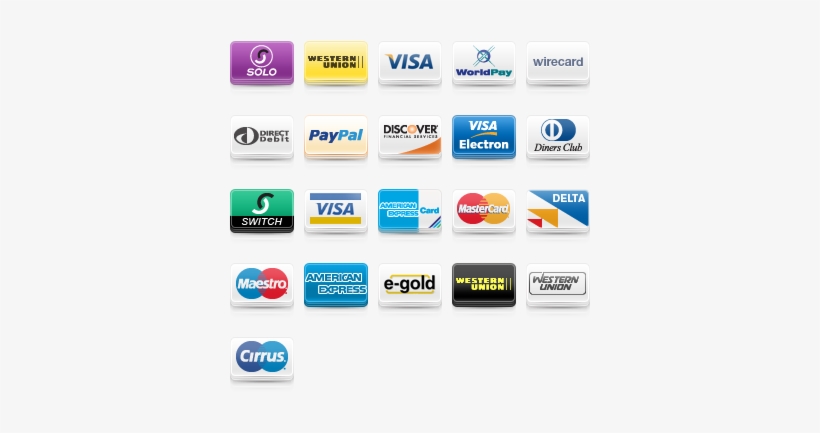 SOLO
WESTERN
UNION
VISA
WorldPay
wirecard
DIRECT
Debit
PayPal
DISCOVER
FINANCIAL SERVICES
VISA
Electron
Diners Club
SWITCH
VISA
AMERICAN
EXPRESS
Card
MasterCard
DELTA
Maestro
AMERICAN
EXPRESS
e-gold
WESTERN
UNION
WESTERN
UNION
Cirrus